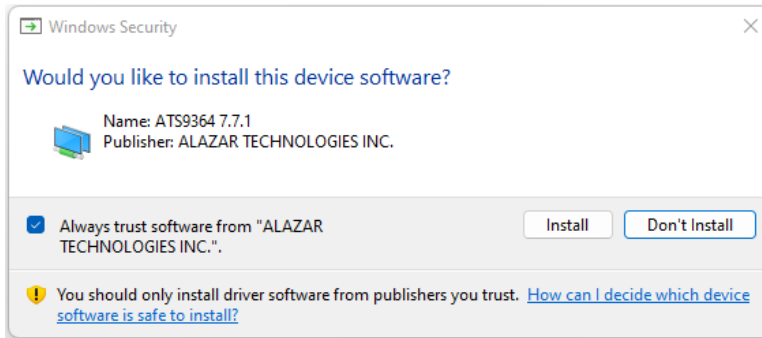 Windows Security
Would you like to install this device software?
Name: ATS9364 7.7.1
Publisher: ALAZAR TECHNOLOGIES INC.
Always trust software from "ALAZAR
TECHNOLOGIES INC.".
Install
Don't Install
You should only install driver software from publishers you trust. How can I decide which device
software is safe to install?